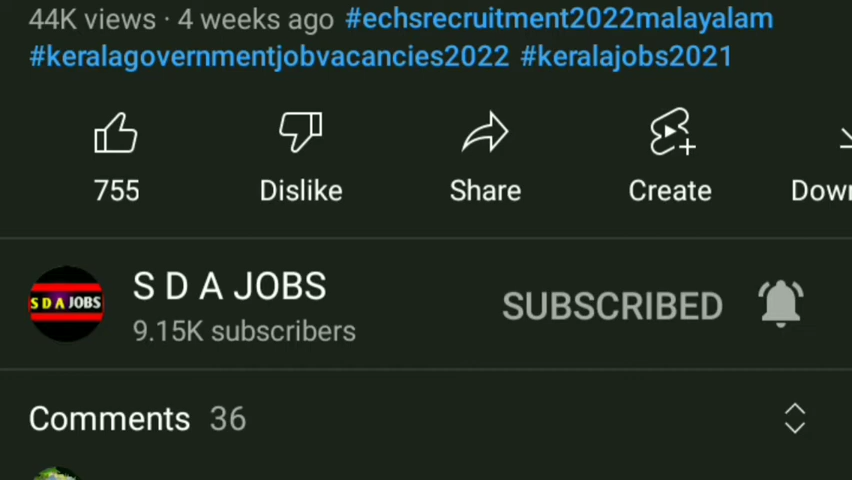 44K views · 4 weeks ago #echsrecruitment2022malayalam
#keralagovernmentjobvacancies2022 #keralajobs2021
755 Dislike Share Create Down
S D A JOBS
S D A JOBS
9.15K subscribers
SUBSCRIBED
Comments 36